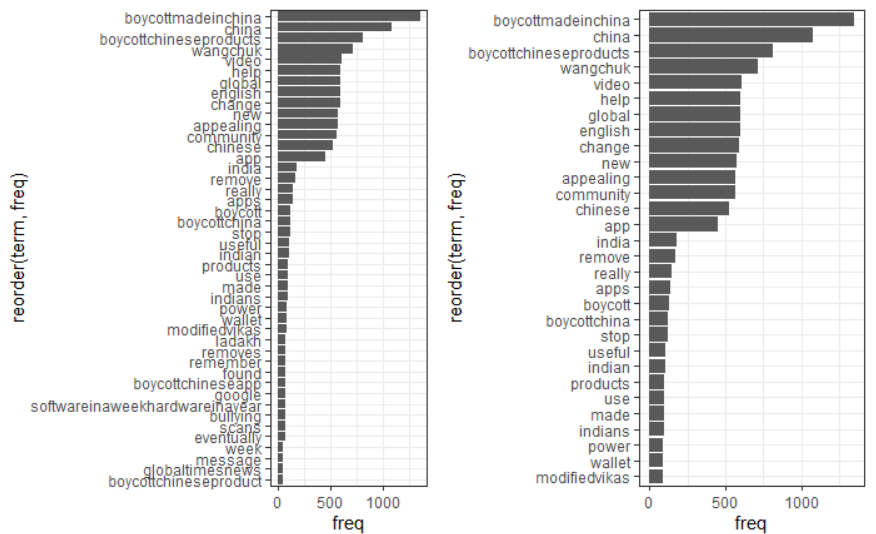 boycottmadeinchina
china
boycottchineseproducts
wangchuk
video
help
global
english
change
new
appealing
community
chinese
app
india
remove
really
apps
boycott
boycottchina
stop
useful
indian
products
use
made
indians
power
wallet
modifiedvikas
ladakh
removes
remember
found
boycottchineseapp
google
softwareinaweekhardwareinayear
bullying
scans
eventually
week
message
globaltimesnews
boycottchineseproduct
reorder(term, freq)
0 500 1000
freq
boycottmadeinchina
china
boycottchineseproducts
wangchuk
video
help
global
english
change
new
appealing
community
chinese
app
india
remove
really
apps
boycott
boycottchina
stop
useful
indian
products
use
made
indians
power
wallet
modifiedvikas
reorder(term, freq)
0 500 1000
freq